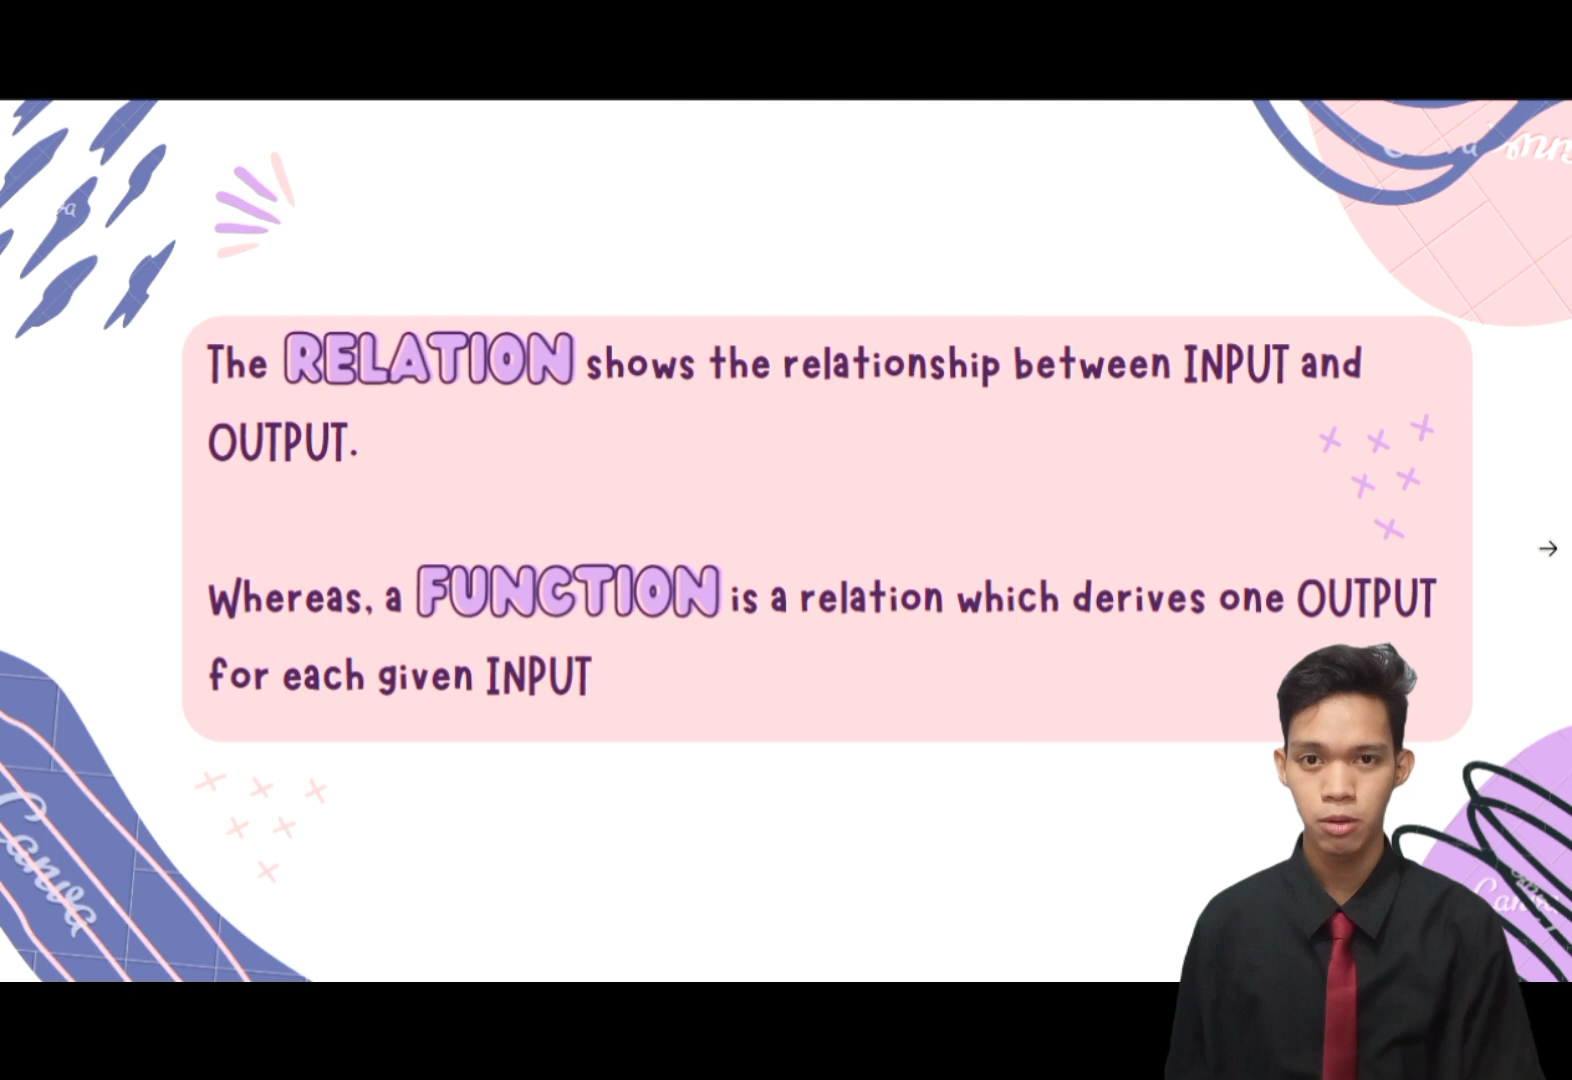 The RELATION shows the relationship between INPUT and
OUTPUT.
Whereas, a FUNCTION is a relation which derives one OUTPUT
for each given INPUT
Canva